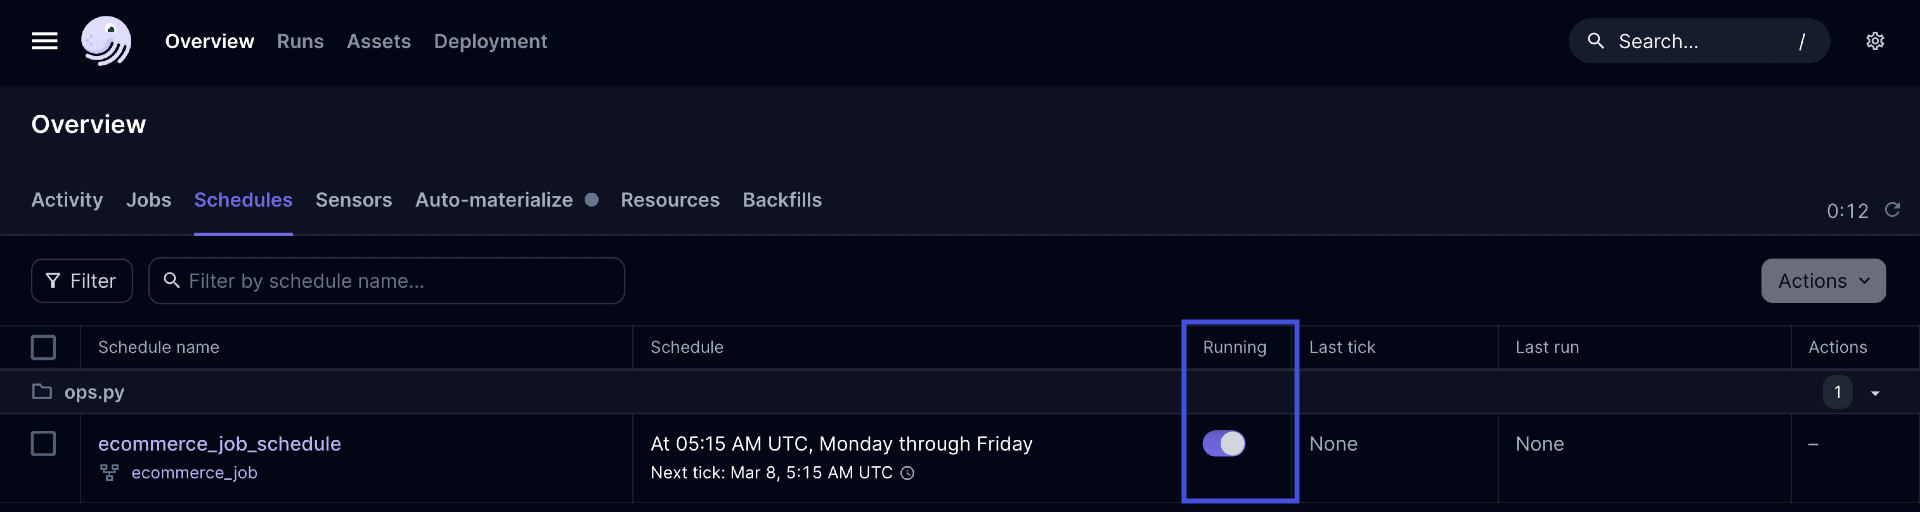 Overview Runs Assets Deployment Search... /
Overview
Activity Jobs Schedules Sensors Auto-materialize Resources Backfills
0:12
Filter Filter by schedule name... Actions
Schedule name Schedule Running Last tick Last run Actions
ops.py 1
ecommerce_job_schedule At 05:15 AM UTC, Monday through Friday None None –
ecommerce_job Next tick: Mar 8, 5:15 AM UTC